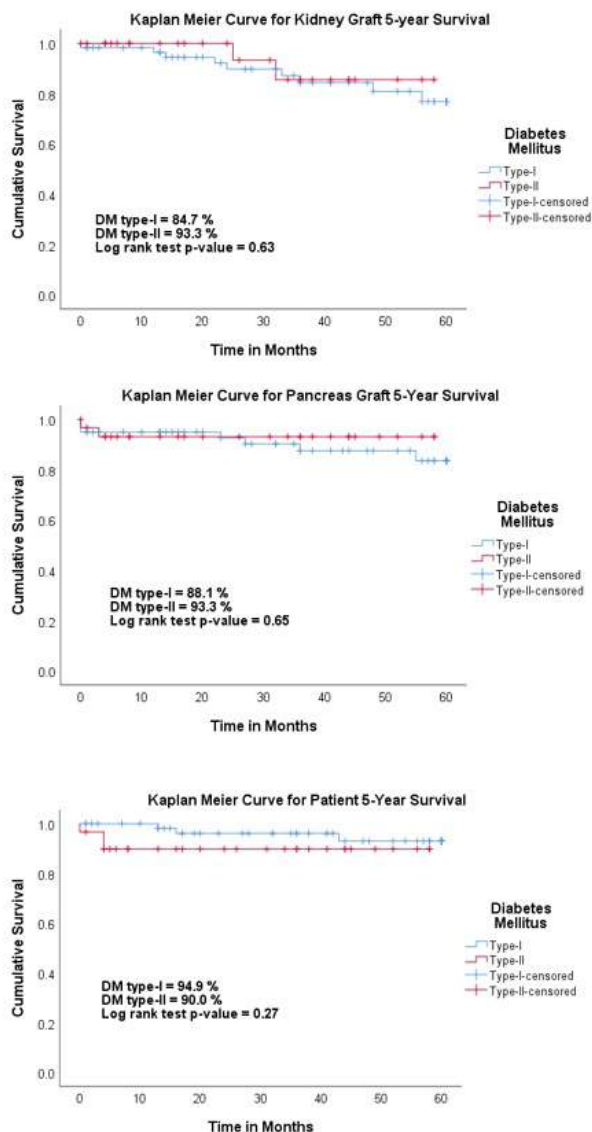 Kaplan Meier Curve for Kidney Graft 5-year Survival
Cumulative Survival
1.0
0.8
0.6
0.4
0.2
0.0
DM type-I = 84.7 %
DM type-II = 93.3 %
Log rank test p-value = 0.63
0 10 20 30 40 50 60
Time in Months
Diabetes
Mellitus
Type-I
Type-II
Type-I-censored
Type-II-censored
Kaplan Meier Curve for Pancreas Graft 5-Year Survival
Cumulative Survival
1.0
0.8
0.6
0.4
0.2
0.0
DM type-I = 88.1 %
DM type-II = 93.3 %
Log rank test p-value = 0.65
0 10 20 30 40 50 60
Time in Months
Diabetes
Mellitus
Type-I
Type-II
Type-I-censored
Type-II-censored
Kaplan Meier Curve for Patient 5-Year Survival
Cumulative Survival
1.0
0.8
0.6
0.4
0.2
0.0
DM type-I = 94.9 %
DM type-II = 90.0 %
Log rank test p-value = 0.27
0 10 20 30 40 50 60
Time in Months
Diabetes
Mellitus
Type-I
Type-II
Type-I-censored
Type-II-censored